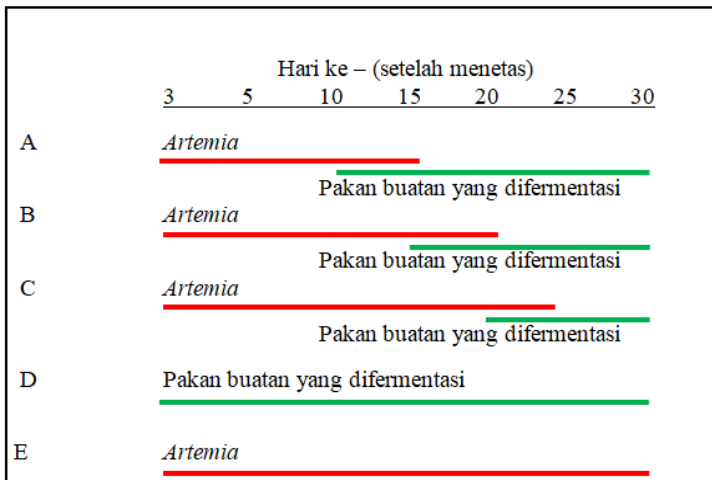 Hari ke – (setelah menetas)
3 5 10 15 20 25 30
A Artemia
Pakan buatan yang difermentasi
B Artemia
Pakan buatan yang difermentasi
C Artemia
Pakan buatan yang difermentasi
D Pakan buatan yang difermentasi
E Artemia